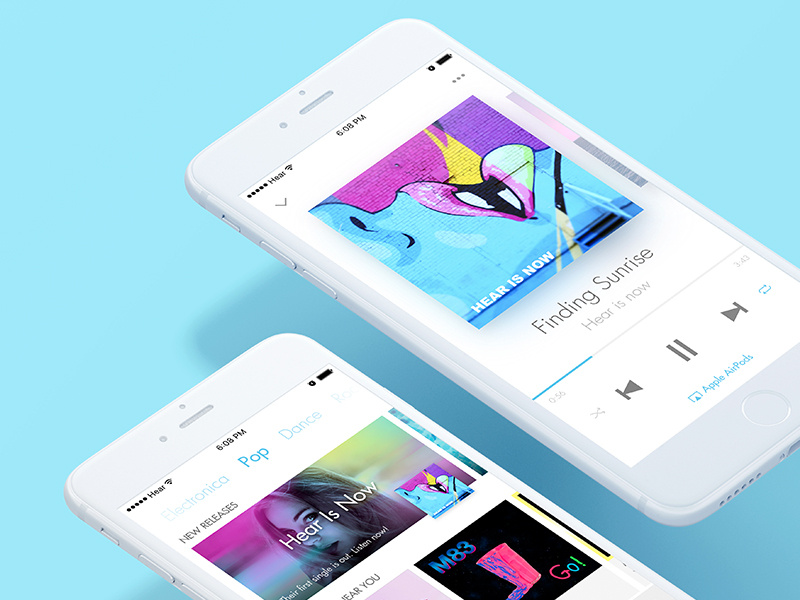 Hear
6:08 PM
HEAR IS NOW
Finding Sunrise
Hear is now
0:56
3:43
Apple AirPods
Hear
6:08 PM
Electronica Pop Dance
NEW RELEASES
Hear Is Now
Their first single is out. Listen now!
HEAR YOU
M83
Go!